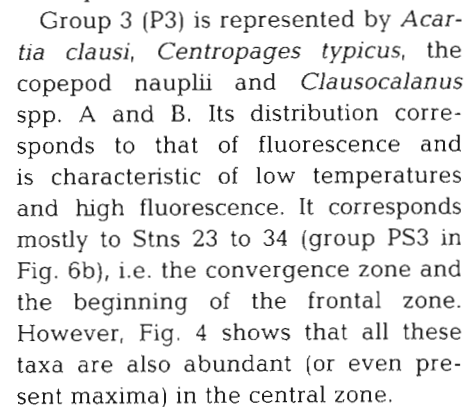 Group 3 (P3) is represented by Acar-
tia clausi, Centropages typicus, the
copepod nauplii and Clausocalanus
spp. A and B. Its distribution corre-
sponds to that of fluorescence and
is characteristic of low temperatures
and high fluorescence. It corresponds
mostly to Stns 23 to 34 (group PS3 in
Fig. 6b), i.e. the convergence zone and
the beginning of the frontal zone.
However, Fig. 4 shows that all these
taxa are also abundant (or even pre-
sent maxima) in the central zone.